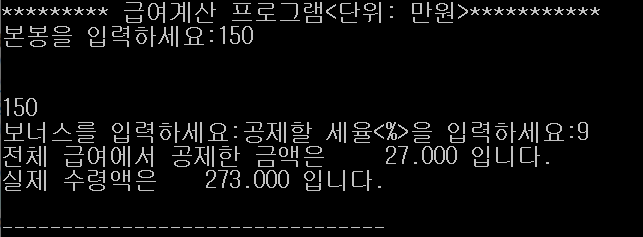 ********* 급여계산 프로그램<단위: 만원>***********
본봉을 입력하세요:150
150
보너스를 입력하세요:공제할 세율<%>을 입력하세요:9
전체 급여에서 공제한 금액은     27.000 입니다.
실제 수령액은    273.000 입니다.
--------------------------------